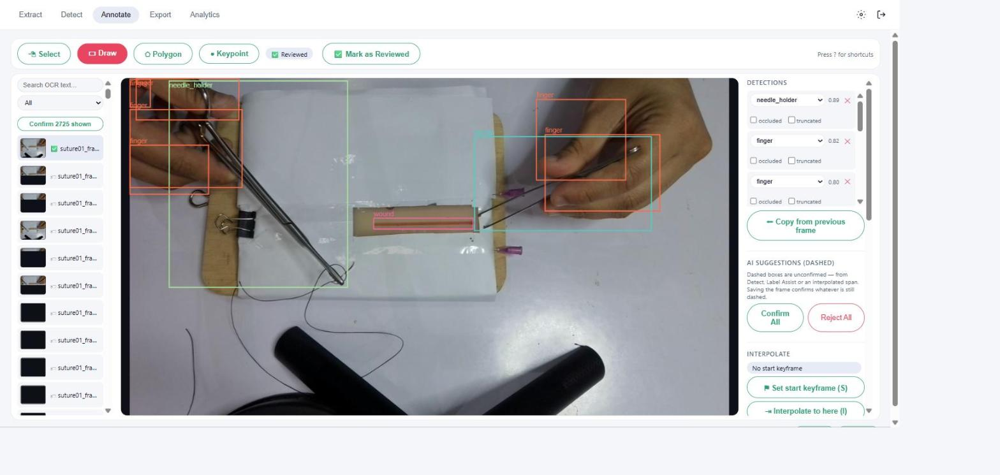 Extract Detect Annotate Export Analytics
Select Draw Polygon Keypoint Reviewed Mark as Reviewed Press ? for shortcuts
Search OCR text...
All
Confirm 2725 shown
suture01_fra...
suture01_fra...
suture01_fra...
suture01_fra...
suture01_fra...
suture01_fra...
suture01_fra...
suture01_fra...
suture01_fra...
suture01_fra...
needle_holder
finger
finger
finger
finger
wound
DETECTIONS
needle_holder 0.89
occluded truncated
finger 0.82
occluded truncated
finger 0.80
occluded truncated
Copy from previous
frame
AI SUGGESTIONS (DASHED)
Dashed boxes are unconfirmed — from
Detect, Label Assist or an interpolated span.
Saving the frame confirms whatever is still
dashed.
Confirm
All
Reject All
INTERPOLATE
No start keyframe
Set start keyframe (S)
Interpolate to here (I)